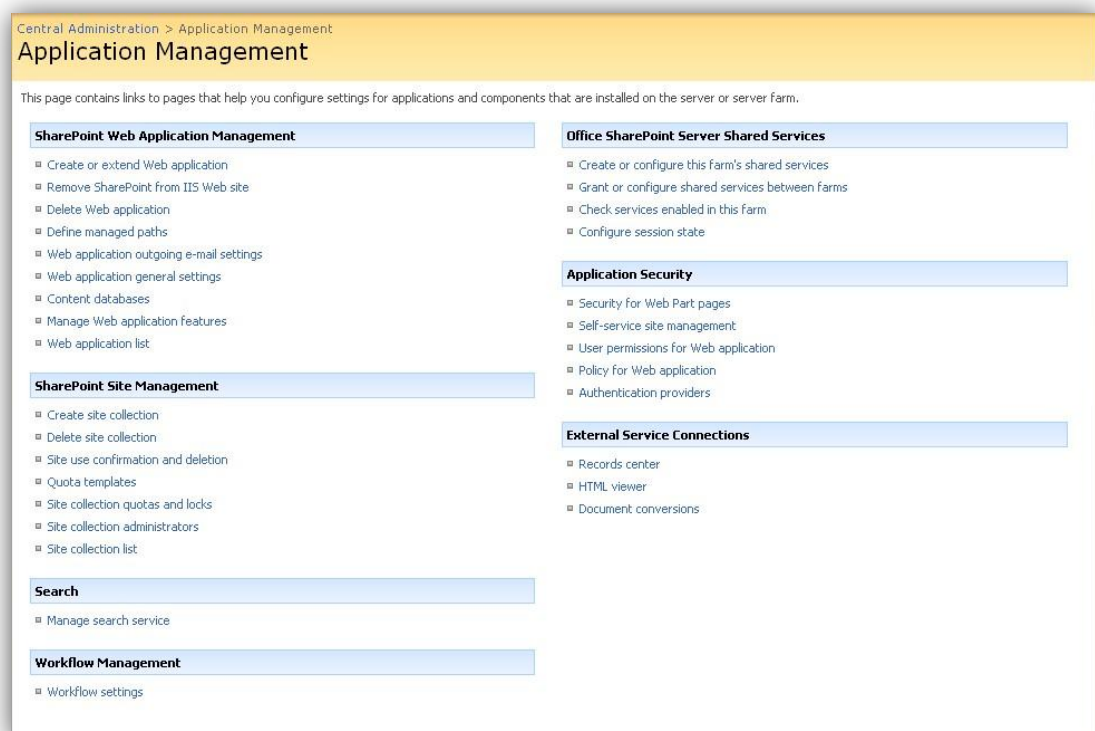 Central Administration > Application Management
Application Management
This page contains links to pages that help you configure settings for applications and components that are installed on the server or server farm.
SharePoint Web Application Management
Create or extend Web application
Remove SharePoint from IIS Web site
Delete Web application
Define managed paths
Web application outgoing e-mail settings
Web application general settings
Content databases
Manage Web application features
Web application list
SharePoint Site Management
Create site collection
Delete site collection
Site use confirmation and deletion
Quota templates
Site collection quotas and locks
Site collection administrators
Site collection list
Search
Manage search service
Workflow Management
Workflow settings
Office SharePoint Server Shared Services
Create or configure this farm's shared services
Grant or configure shared services between farms
Check services enabled in this farm
Configure session state
Application Security
Security for Web Part pages
Self-service site management
User permissions for Web application
Policy for Web application
Authentication providers
External Service Connections
Records center
HTML viewer
Document conversions